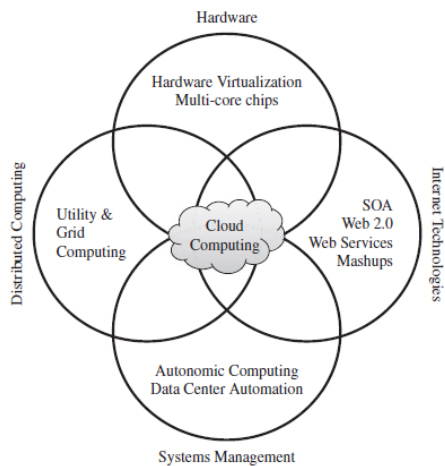 Hardware
Hardware Virtualization
Multi-core chips
Distributed Computing
Utility &
Grid
Computing
Cloud
Computing
SOA
Web 2.0
Web Services
Mashups
Internet Technologies
Autonomic Computing
Data Center Automation
Systems Management